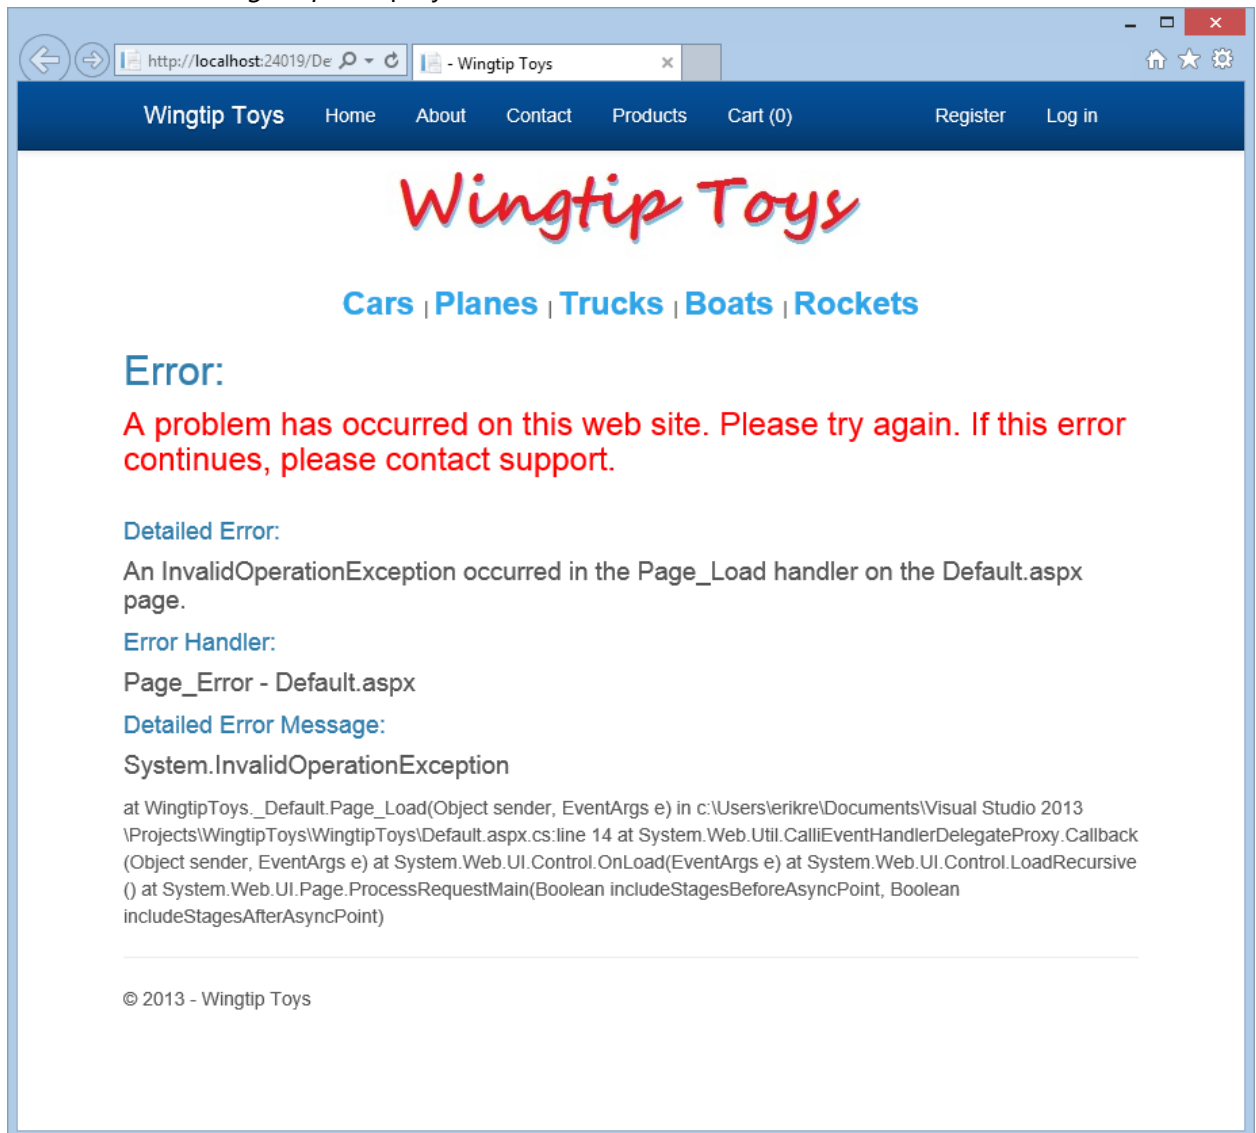 http://localhost:24019/De
- Wingtip Toys
Wingtip Toys Home About Contact Products Cart (0) Register Log in
Wingtip Toys
Cars | Planes | Trucks | Boats | Rockets
Error:
A problem has occurred on this web site. Please try again. If this error
continues, please contact support.
Detailed Error:
An InvalidOperationException occurred in the Page_Load handler on the Default.aspx
page.
Error Handler:
Page_Error - Default.aspx
Detailed Error Message:
System.InvalidOperationException
at WingtipToys._Default.Page_Load(Object sender, EventArgs e) in c:\Users\erikre\Documents\Visual Studio 2013
\Projects\WingtipToys\WingtipToys\Default.aspx.cs:line 14 at System.Web.Util.CalliEventHandlerDelegateProxy.Callback
(Object sender, EventArgs e) at System.Web.UI.Control.OnLoad(EventArgs e) at System.Web.UI.Control.LoadRecursive
() at System.Web.UI.Page.ProcessRequestMain(Boolean includeStagesBeforeAsyncPoint, Boolean
includeStagesAfterAsyncPoint)
© 2013 - Wingtip Toys